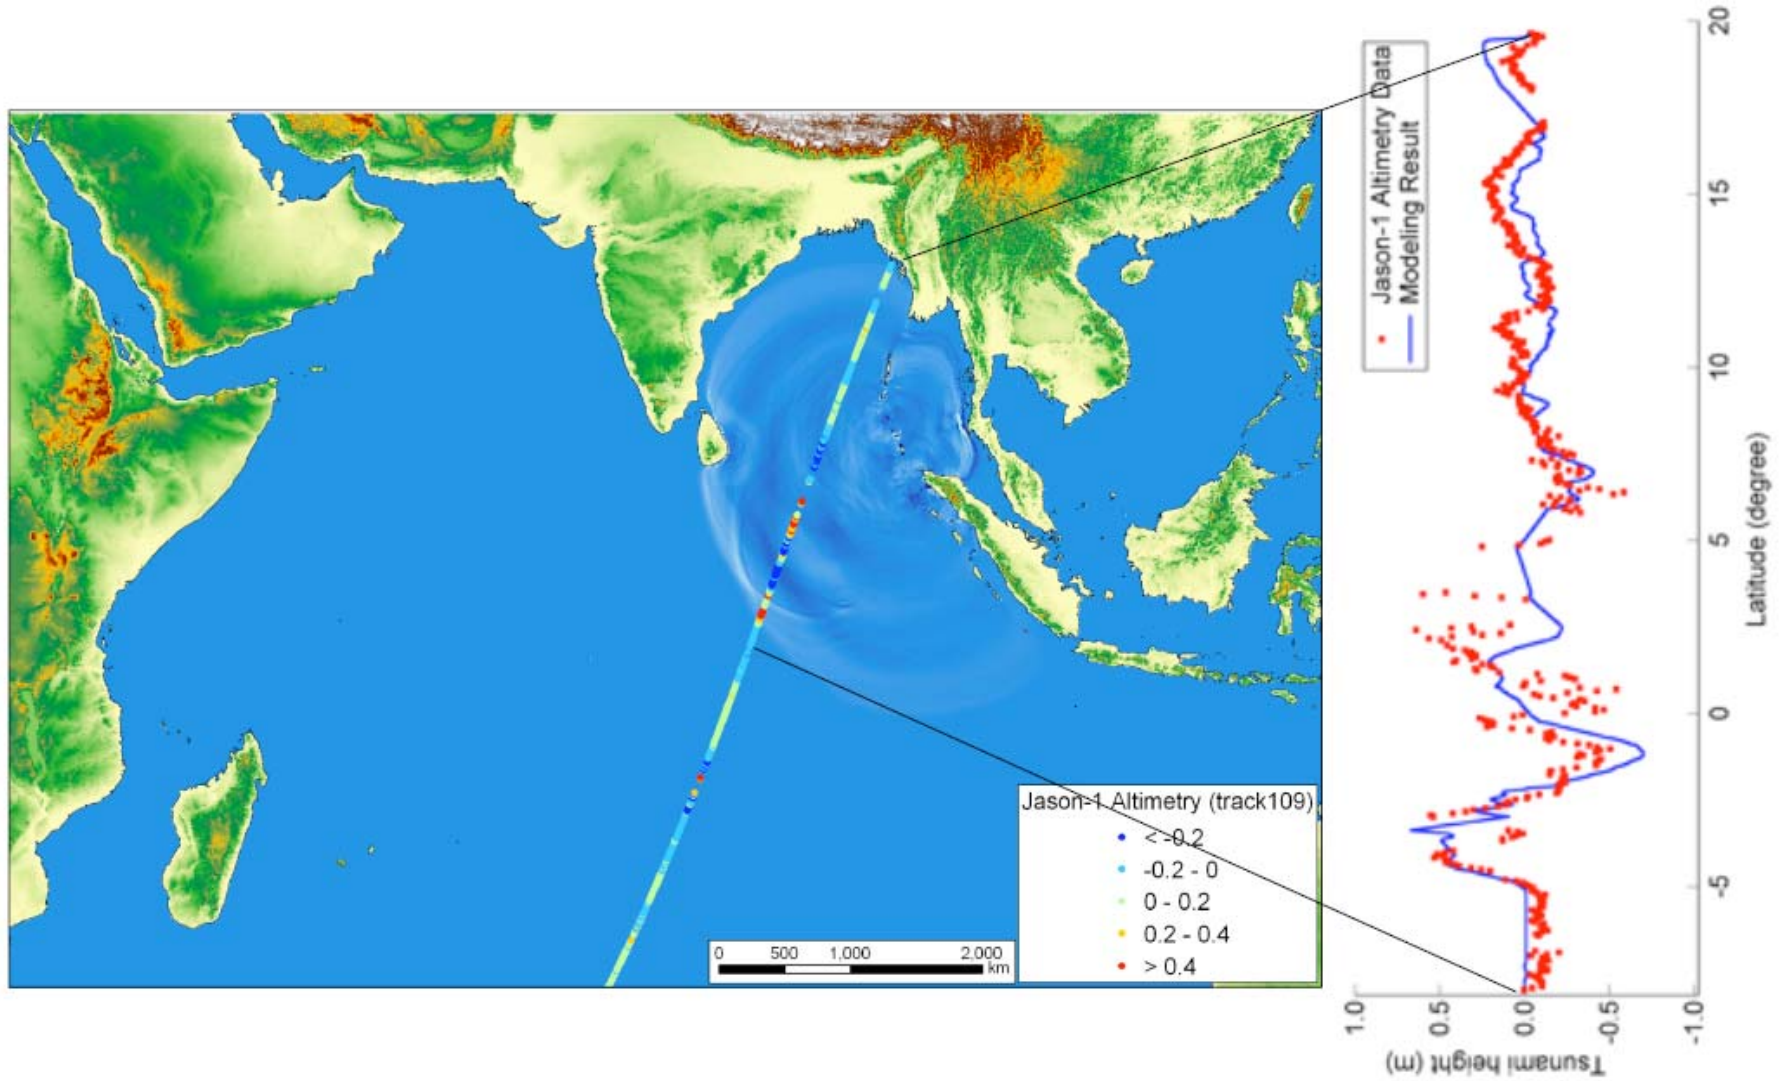 Jason-1 Altimetry (track109)
< -0.2
-0.2 - 0
0 - 0.2
0.2 - 0.4
> 0.4
0 500 1,000 2,000
km
Jason-1 Altimetry Data
Modeling Result
20
15
10
5
0
-5
Latitude (degree)
1.0
0.5
0.0
-0.5
-1.0
Tsunami height (m)